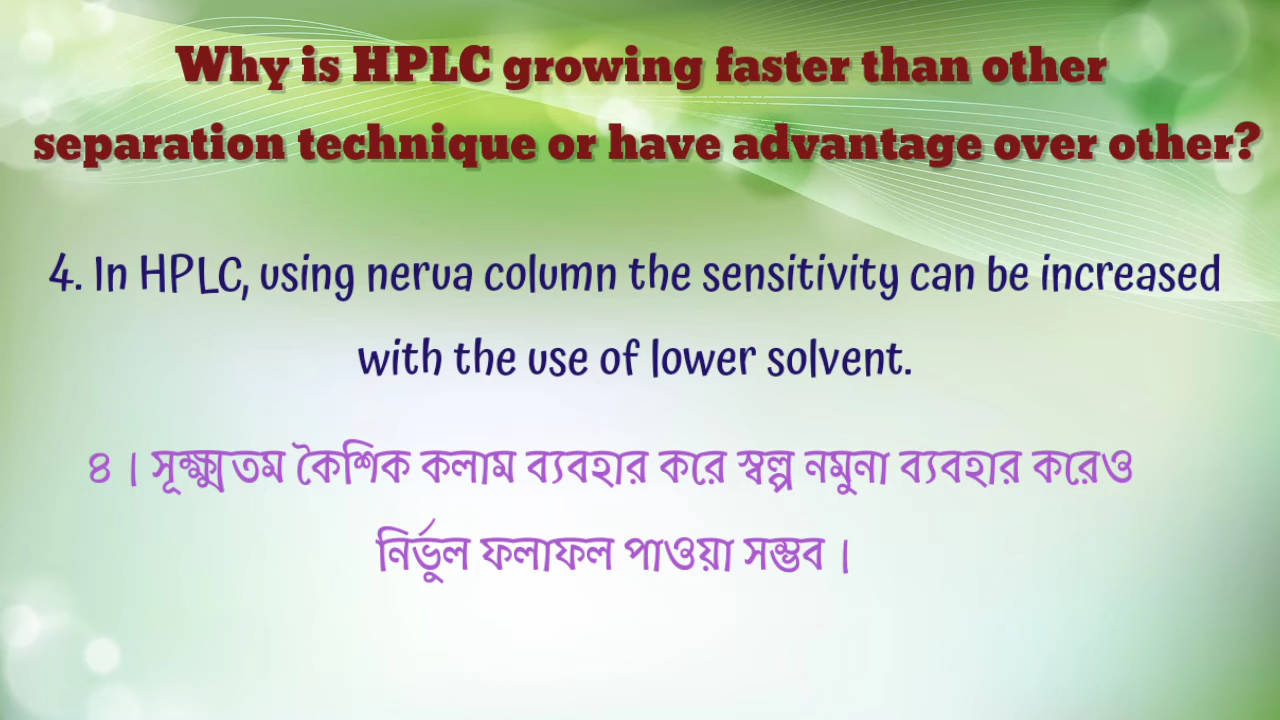 Why is HPLC growing faster than other
separation technique or have advantage over other?
4. In HPLC, using nerua column the sensitivity can be increased
with the use of lower solvent.
৪। সূক্ষ্মতম কৈশিক কলাম ব্যবহার করে স্বল্প নমুনা ব্যবহার করেও
নির্ভুল ফলাফল পাওয়া সম্ভব।